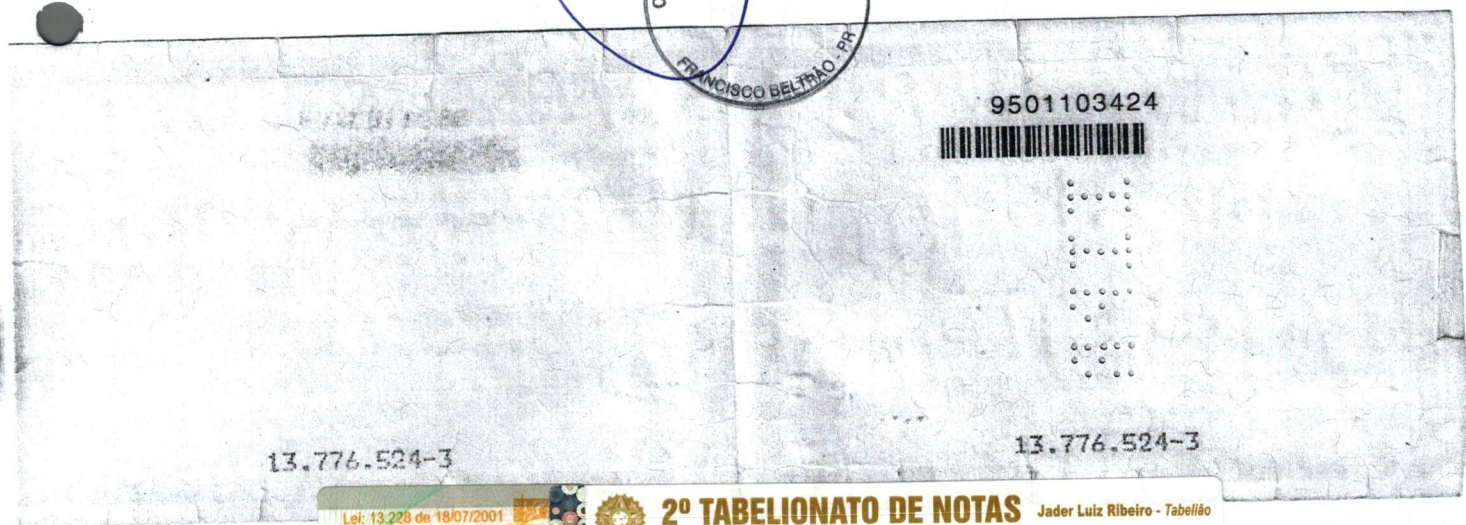 FRANCISCO BELTRÃO - PR
9501103424
13.776.524-3
13.776.524-3
Lei: 13.228 de 18/07/2001
2º TABELIONATO DE NOTAS Jader Luiz Ribeiro - Tabelião